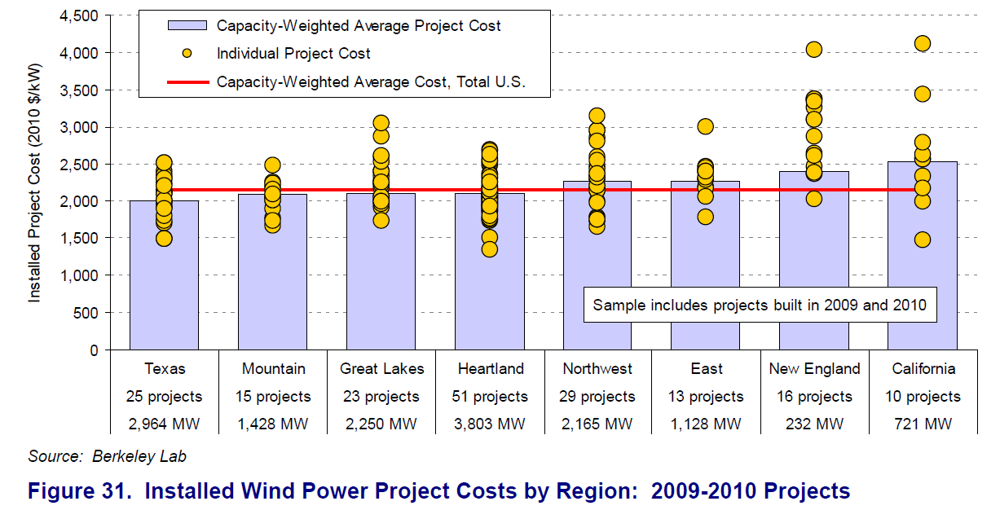 4,500
4,000
3,500
3,000
2,500
2,000
1,500
1,000
500
0
Installed Project Cost (2010 $/kW)
Capacity-Weighted Average Project Cost
Individual Project Cost
Capacity-Weighted Average Cost, Total U.S.
Sample includes projects built in 2009 and 2010
Texas Mountain Great Lakes Heartland Northwest East New England California
25 projects 15 projects 23 projects 51 projects 29 projects 13 projects 16 projects 10 projects
2,964 MW 1,428 MW 2,250 MW 3,803 MW 2,165 MW 1,128 MW 232 MW 721 MW
Source: Berkeley Lab
Figure 31. Installed Wind Power Project Costs by Region: 2009-2010 Projects